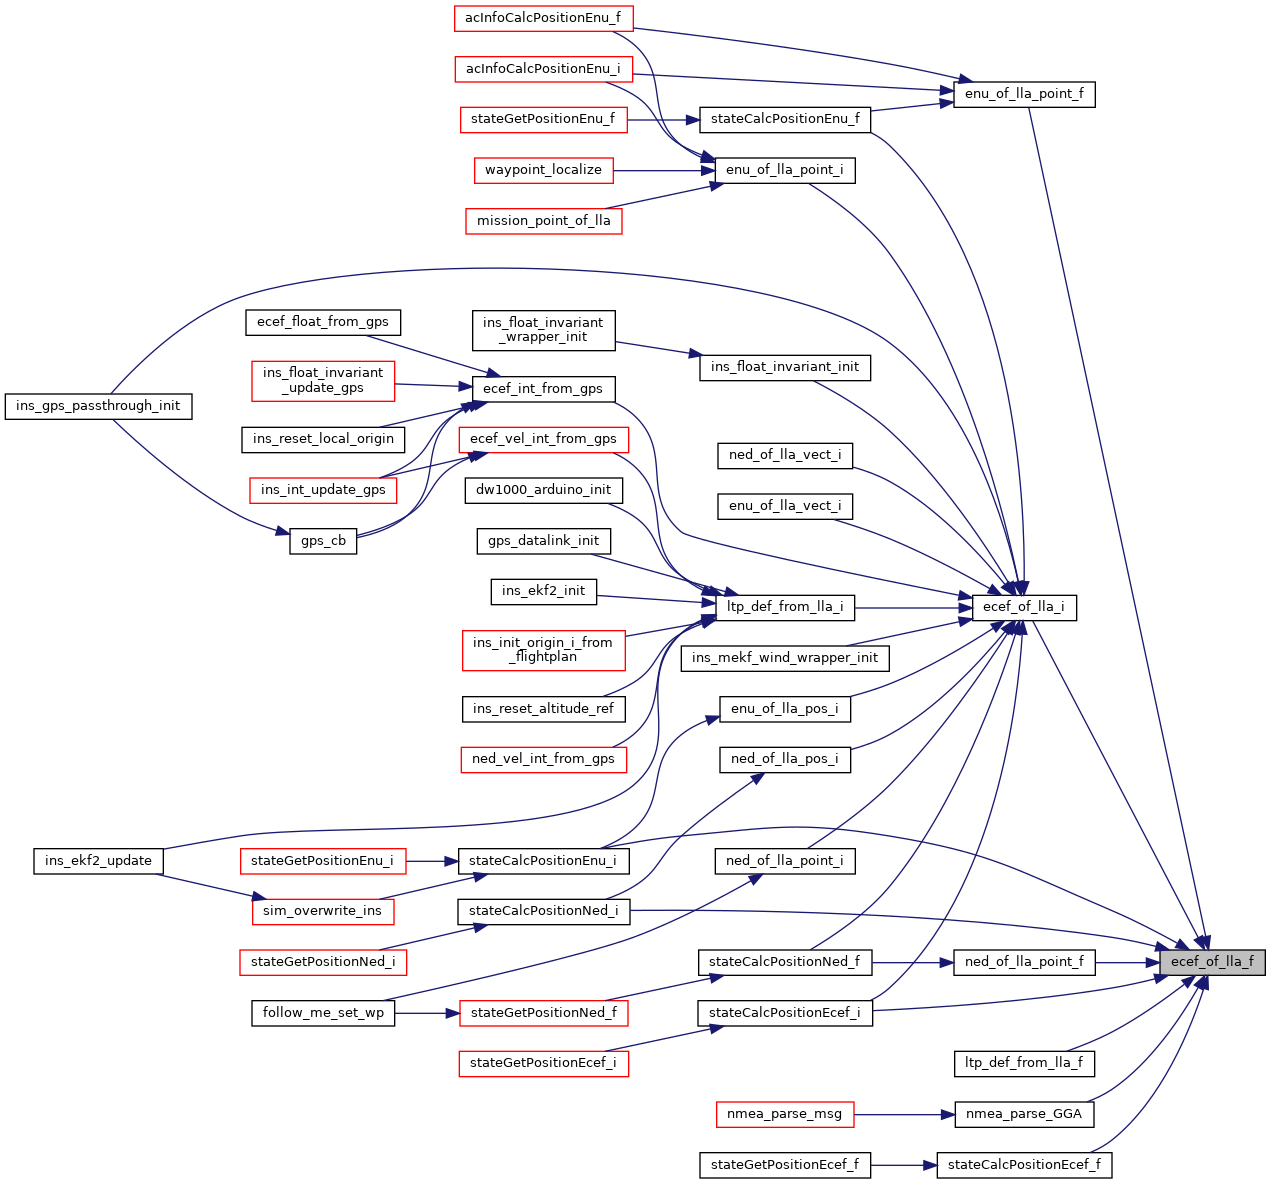 acInfoCalcPositionEnu_f
acInfoCalcPositionEnu_i
enu_of_lla_point_f
stateGetPositionEnu_f
stateCalcPositionEnu_f
waypoint_localize
enu_of_lla_point_i
mission_point_of_lla
ecef_float_from_gps
ins_float_invariant
_wrapper_init
ins_float_invariant_init
ins_float_invariant
_update_gps
ecef_int_from_gps
ins_gps_passthrough_init
ins_reset_local_origin
ecef_vel_int_from_gps
ned_of_lla_vect_i
ins_int_update_gps
dw1000_arduino_init
enu_of_lla_vect_i
gps_cb
gps_datalink_init
ins_ekf2_init
ltp_def_from_lla_i
ecef_of_lla_i
ins_init_origin_i_from
_flightplan
ins_mekf_wind_wrapper_init
ins_reset_altitude_ref
enu_of_lla_pos_i
ned_vel_int_from_gps
ned_of_lla_pos_i
ins_ekf2_update
stateGetPositionEnu_i
stateCalcPositionEnu_i
ned_of_lla_point_i
sim_overwrite_ins
stateCalcPositionNed_i
stateGetPositionNed_i
stateCalcPositionNed_f
ned_of_lla_point_f
ecef_of_lla_f
follow_me_set_wp
stateGetPositionNed_f
stateCalcPositionEcef_i
stateGetPositionEcef_i
ltp_def_from_lla_f
nmea_parse_msg
nmea_parse_GGA
stateGetPositionEcef_f
stateCalcPositionEcef_f